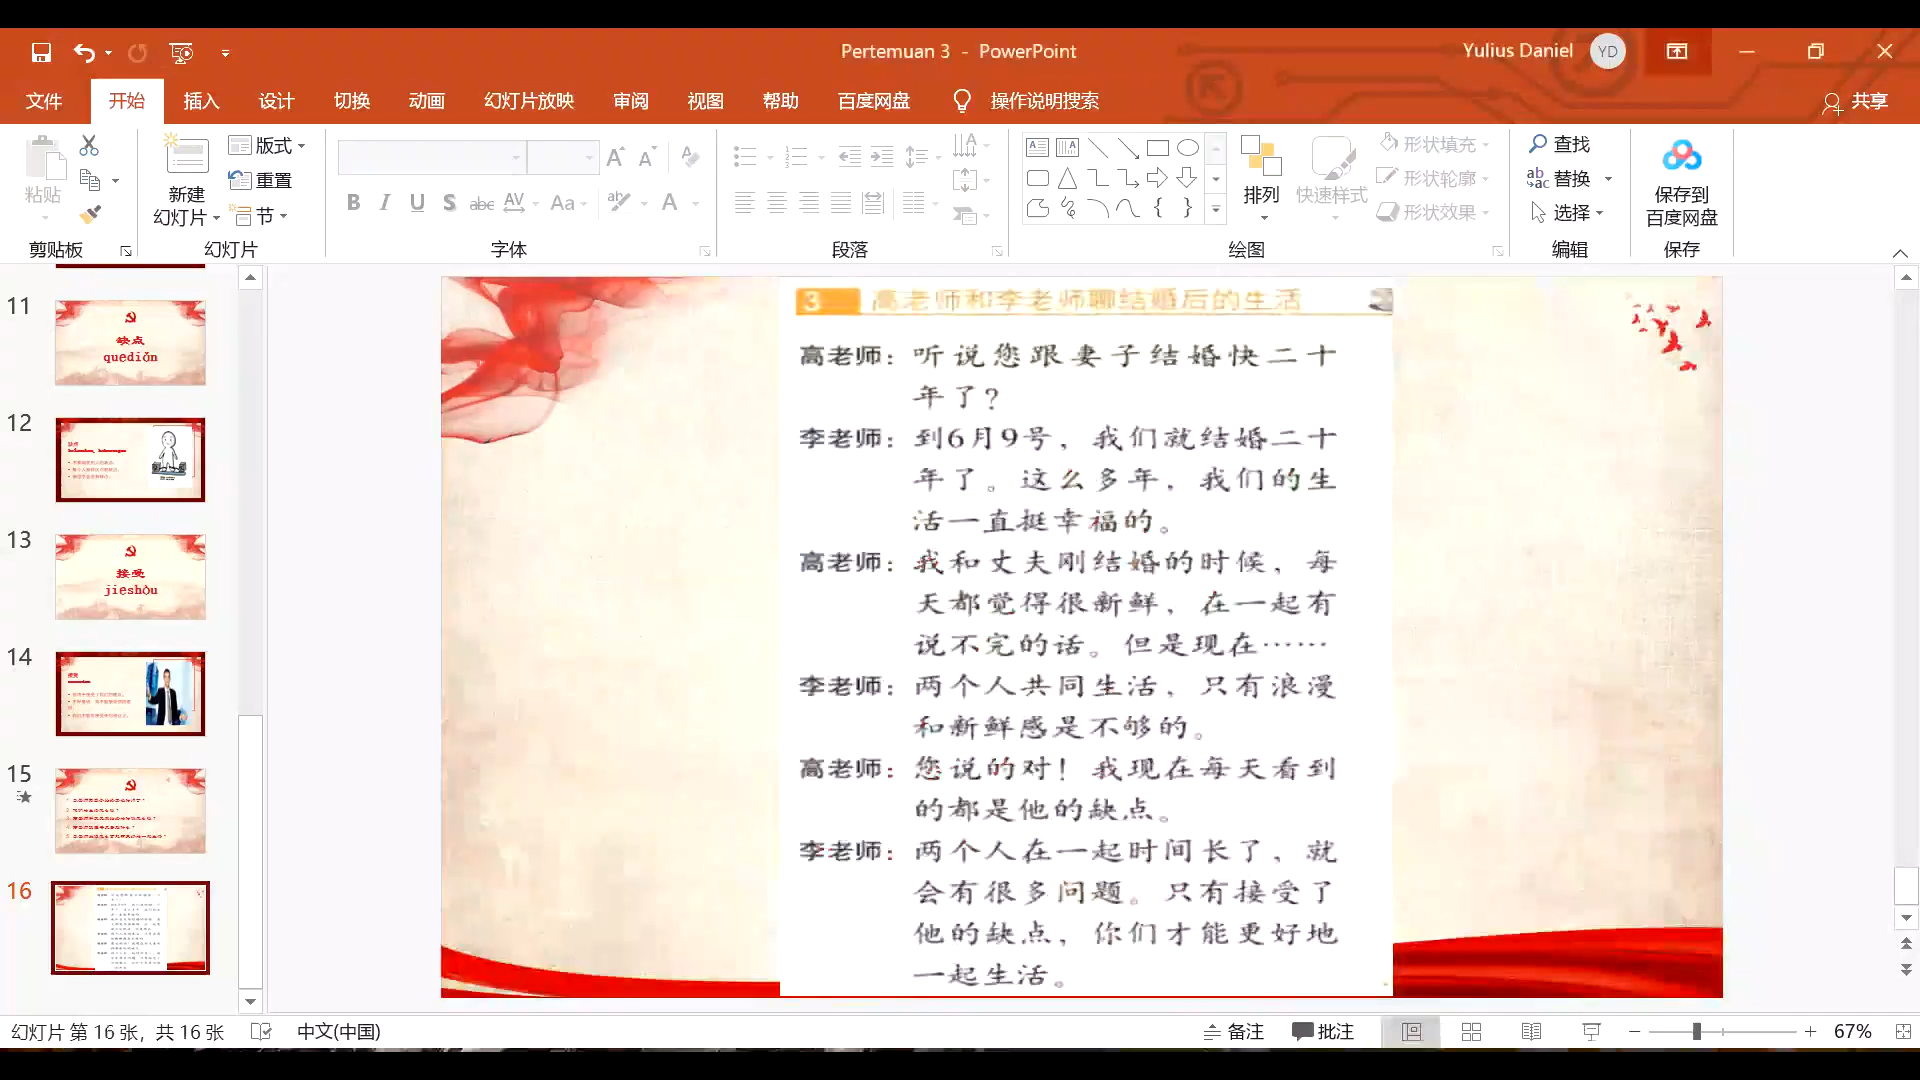 Pertemuan 3 - PowerPoint
Yulius Daniel
YD
文件 开始 插入 设计 切换 动画 幻灯片放映 审阅 视图 帮助 百度网盘 操作说明搜索 共享
粘贴
剪贴板
新建
幻灯片
版式
重置
节
幻灯片
B I U S abc AV Aa A
字体
段落
排列
快速样式
形状填充
形状轮廓
形状效果
绘图
查找
替换
选择
编辑
保存到
百度网盘
保存
11
缺点
quēdiǎn
12
缺点
13
接受
jiēshòu
14
接受
15
16
3 高老师和李老师聊结婚后的生活
高老师：听说您跟妻子结婚快二十
年了？
李老师：到6月9号，我们就结婚二十
年了。这么多年，我们的生
活一直挺幸福的。
高老师：我和丈夫刚结婚的时候，每
天都觉得很新鲜，在一起有
说不完的话。但是现在……
李老师：两个人共同生活，只有浪漫
和新鲜感是不够的。
高老师：您说的对！我现在每天看到
的都是他的缺点。
李老师：两个人在一起时间长了，就
会有很多问题。只有接受了
他的缺点，你们才能更好地
一起生活。
幻灯片 第 16 张，共 16 张 中文(中国) 备注 批注 67%